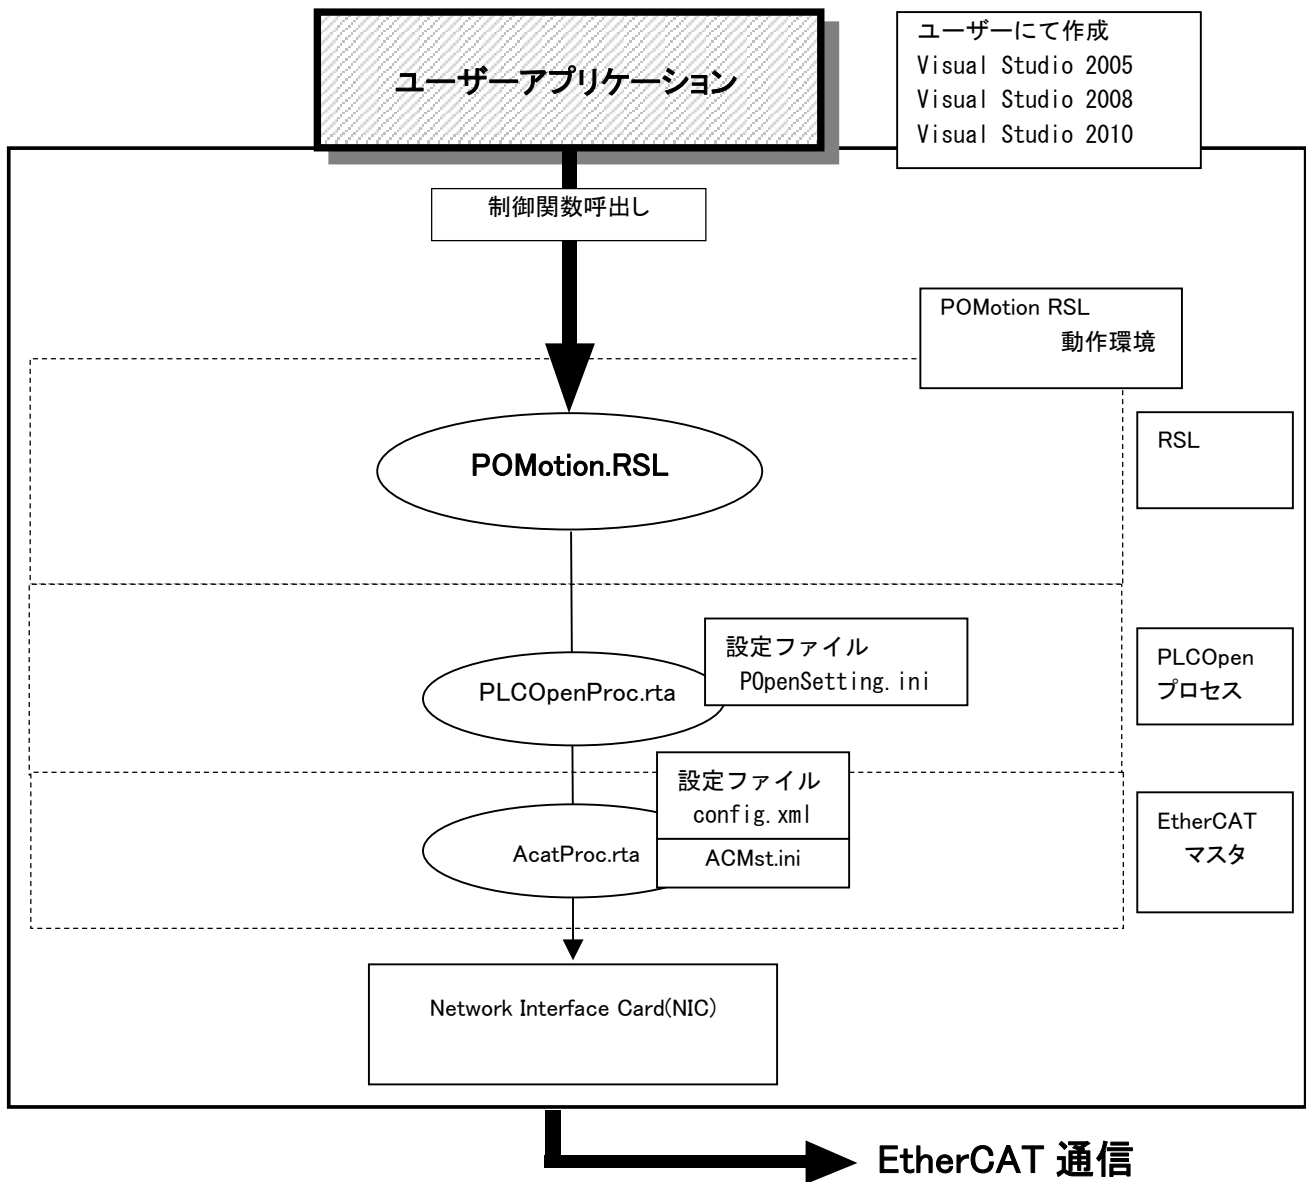 ユーザーアプリケーション
ユーザーにて作成
Visual Studio 2005
Visual Studio 2008
Visual Studio 2010
制御関数呼出し
POMotion RSL
動作環境
POMotion.RSL
RSL
設定ファイル
POpenSetting.ini
PLCOpenProc.rta
PLCOpen
プロセス
設定ファイル
config.xml
ACMst.ini
AcatProc.rta
EtherCAT
マスタ
Network Interface Card(NIC)
EtherCAT 通信